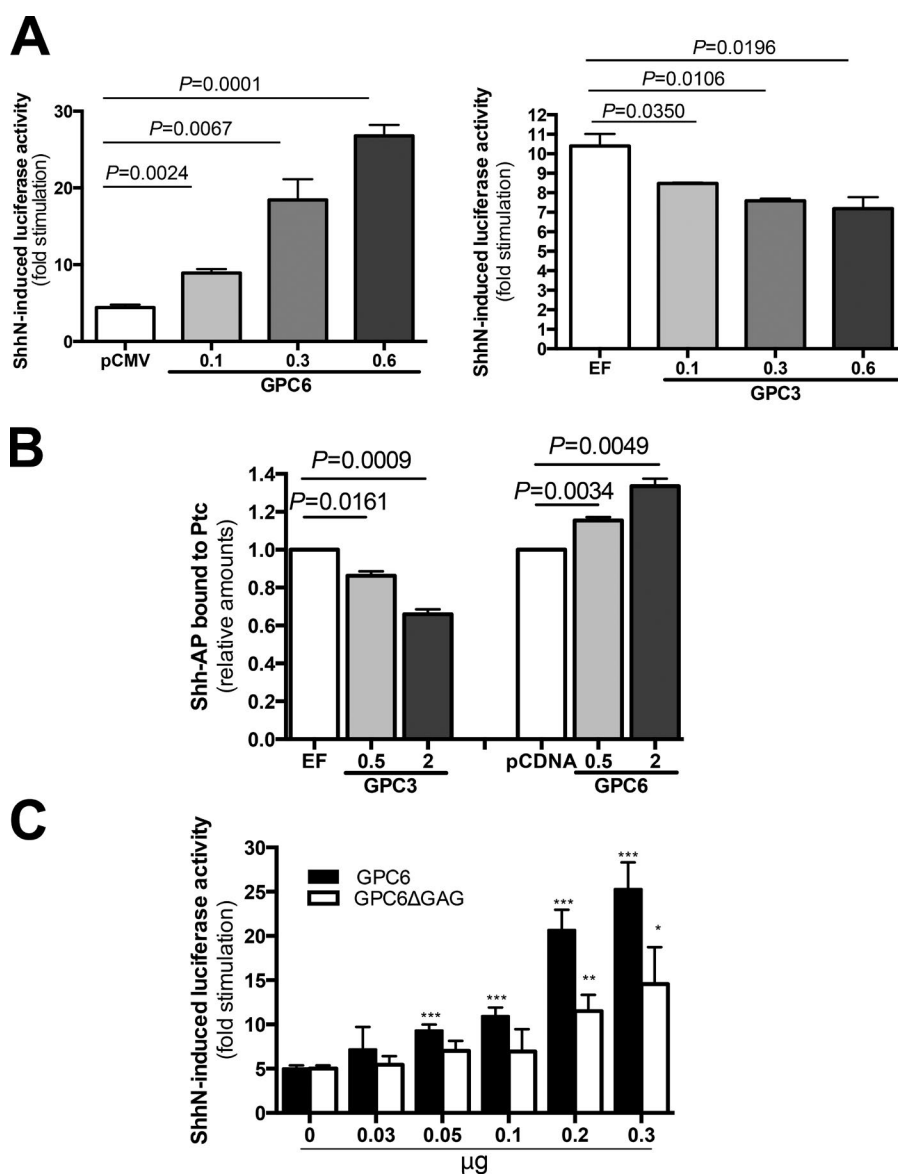 A
ShhN-induced luciferase activity
(fold stimulation)
30
20
10
0
P=0.0001
P=0.0067
P=0.0024
pCMV 0.1 0.3 0.6
GPC6
ShhN-induced luciferase activity
(fold stimulation)
11
10
9
8
7
6
5
4
3
2
1
0
P=0.0196
P=0.0106
P=0.0350
EF 0.1 0.3 0.6
GPC3
B
Shh-AP bound to Ptc
(relative amounts)
1.4
1.2
1.0
0.8
0.6
0.4
0.2
0.0
P=0.0009
P=0.0161
P=0.0049
P=0.0034
EF 0.5 2 pCDNA 0.5 2
GPC3 GPC6
C
ShhN-induced luciferase activity
(fold stimulation)
30
25
20
15
10
5
0
GPC6
GPC6ΔGAG
*** *** *** ** *** *
0 0.03 0.05 0.1 0.2 0.3
µg